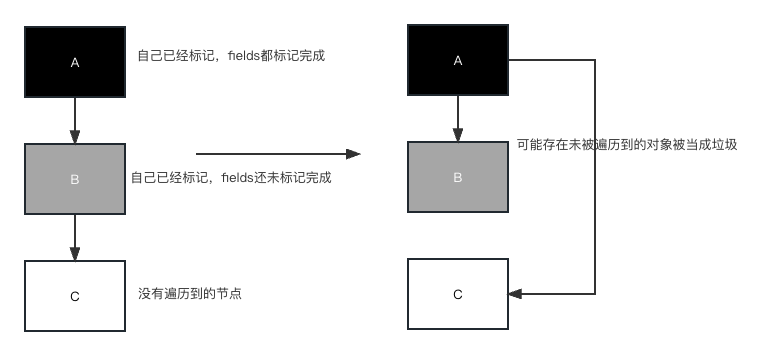 A
自己已经标记，fields都标记完成
B
自己已经标记，fields还未标记完成
C
没有遍历到的节点
A
可能存在未被遍历到的对象被当成垃圾
B
C